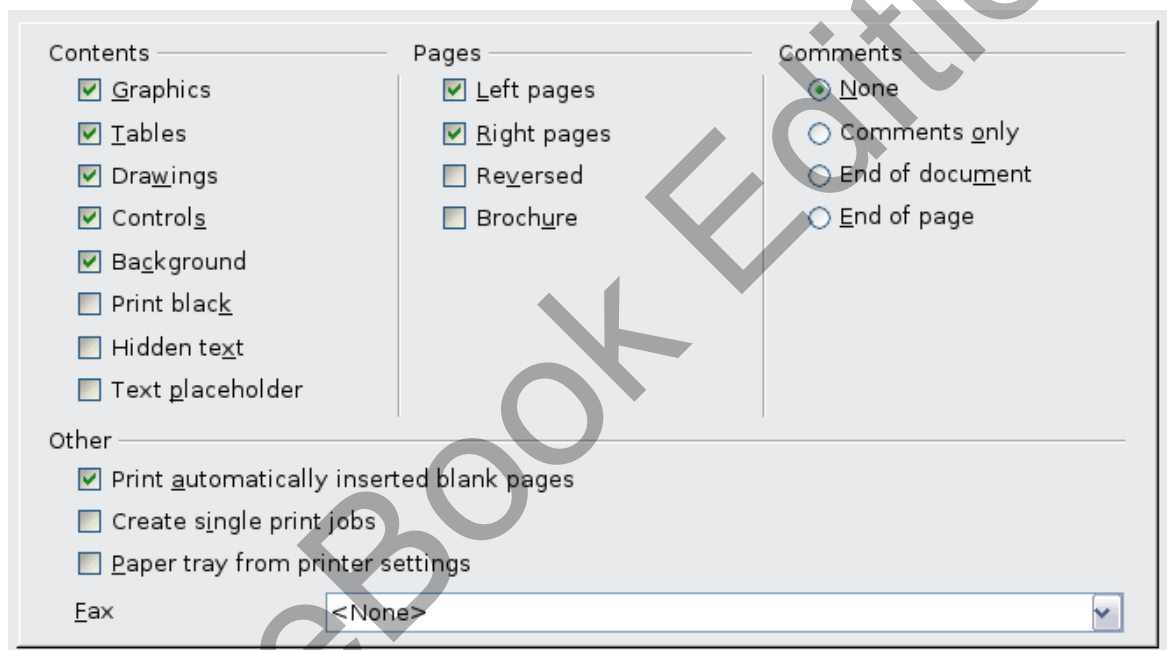 Contents
Graphics
Tables
Drawings
Controls
Background
Print black
Hidden text
Text placeholder
Pages
Left pages
Right pages
Reversed
Brochure
Comments
None
Comments only
End of document
End of page
Other
Print automatically inserted blank pages
Create single print jobs
Paper tray from printer settings
Fax <None>
eBook Editio